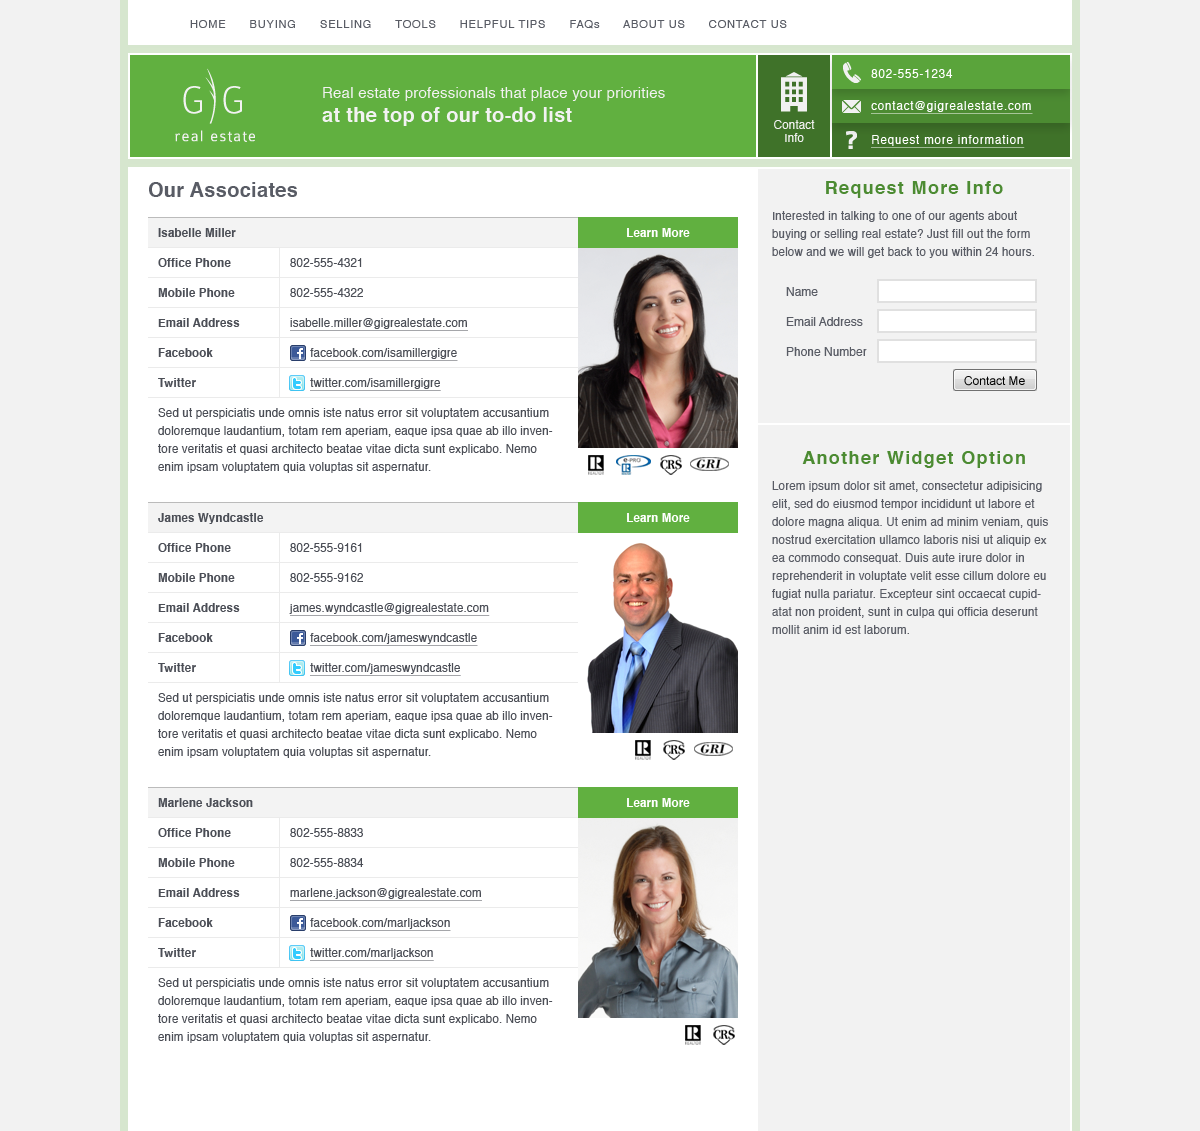 HOME BUYING SELLING TOOLS HELPFUL TIPS FAQs ABOUT US CONTACT US
GIG
real estate
Real estate professionals that place your priorities
at the top of our to-do list
Contact
Info
802-555-1234
contact@gigrealestate.com
? Request more information
Our Associates
Isabelle Miller Learn More
Office Phone 802-555-4321
Mobile Phone 802-555-4322
Email Address isabelle.miller@gigrealestate.com
Facebook f facebook.com/isamillergigre
Twitter t twitter.com/isamillergigre
Sed ut perspiciatis unde omnis iste natus error sit voluptatem accusantium
doloremque laudantium, totam rem aperiam, eaque ipsa quae ab illo inven-
tore veritatis et quasi architecto beatae vitae dicta sunt explicabo. Nemo
enim ipsam voluptatem quia voluptas sit aspernatur.
R REALTOR e-PRO CRS GRI
James Wyndcastle Learn More
Office Phone 802-555-9161
Mobile Phone 802-555-9162
Email Address james.wyndcastle@gigrealestate.com
Facebook f facebook.com/jameswyndcastle
Twitter t twitter.com/jameswyndcastle
Sed ut perspiciatis unde omnis iste natus error sit voluptatem accusantium
doloremque laudantium, totam rem aperiam, eaque ipsa quae ab illo inven-
tore veritatis et quasi architecto beatae vitae dicta sunt explicabo. Nemo
enim ipsam voluptatem quia voluptas sit aspernatur.
R REALTOR CRS GRI
Marlene Jackson Learn More
Office Phone 802-555-8833
Mobile Phone 802-555-8834
Email Address marlene.jackson@gigrealestate.com
Facebook f facebook.com/marljackson
Twitter t twitter.com/marljackson
Sed ut perspiciatis unde omnis iste natus error sit voluptatem accusantium
doloremque laudantium, totam rem aperiam, eaque ipsa quae ab illo inven-
tore veritatis et quasi architecto beatae vitae dicta sunt explicabo. Nemo
enim ipsam voluptatem quia voluptas sit aspernatur.
R REALTOR CRS
Request More Info
Interested in talking to one of our agents about
buying or selling real estate? Just fill out the form
below and we will get back to you within 24 hours.
Name
Email Address
Phone Number
Contact Me
Another Widget Option
Lorem ipsum dolor sit amet, consectetur adipisicing
elit, sed do eiusmod tempor incididunt ut labore et
dolore magna aliqua. Ut enim ad minim veniam, quis
nostrud exercitation ullamco laboris nisi ut aliquip ex
ea commodo consequat. Duis aute irure dolor in
reprehenderit in voluptate velit esse cillum dolore eu
fugiat nulla pariatur. Excepteur sint occaecat cupid-
atat non proident, sunt in culpa qui officia deserunt
mollit anim id est laborum.